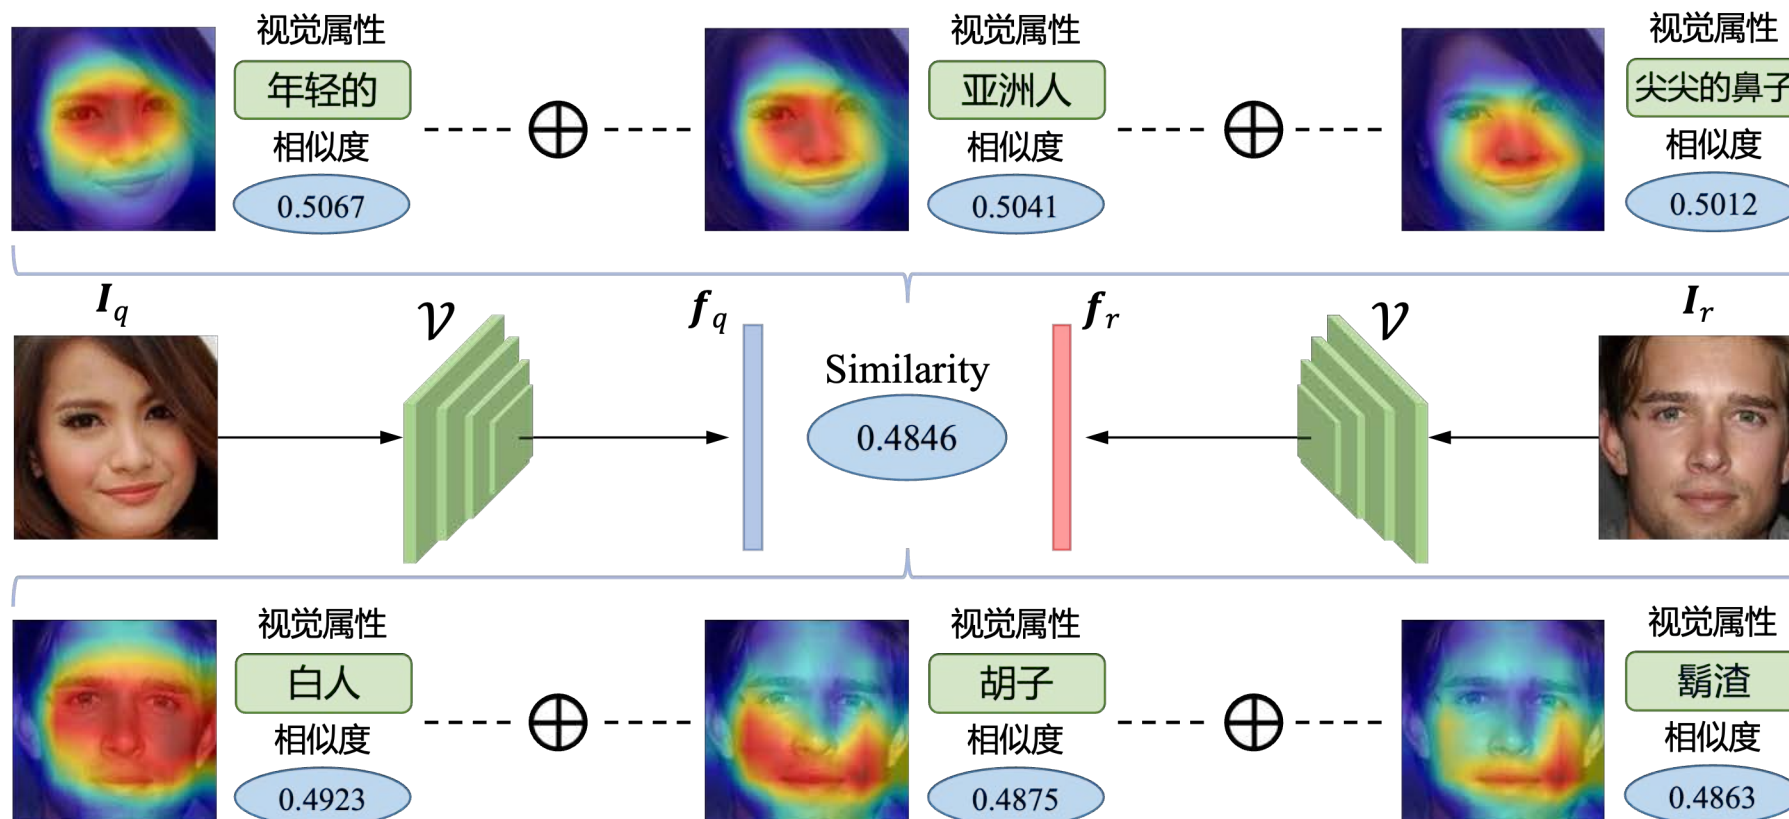 视觉属性
年轻的
相似度
0.5067
视觉属性
亚洲人
相似度
0.5041
视觉属性
尖尖的鼻子
相似度
0.5012
I_q
𝒱
f_q
Similarity
0.4846
f_r
𝒱
I_r
视觉属性
白人
相似度
0.4923
视觉属性
胡子
相似度
0.4875
视觉属性
鬍渣
相似度
0.4863